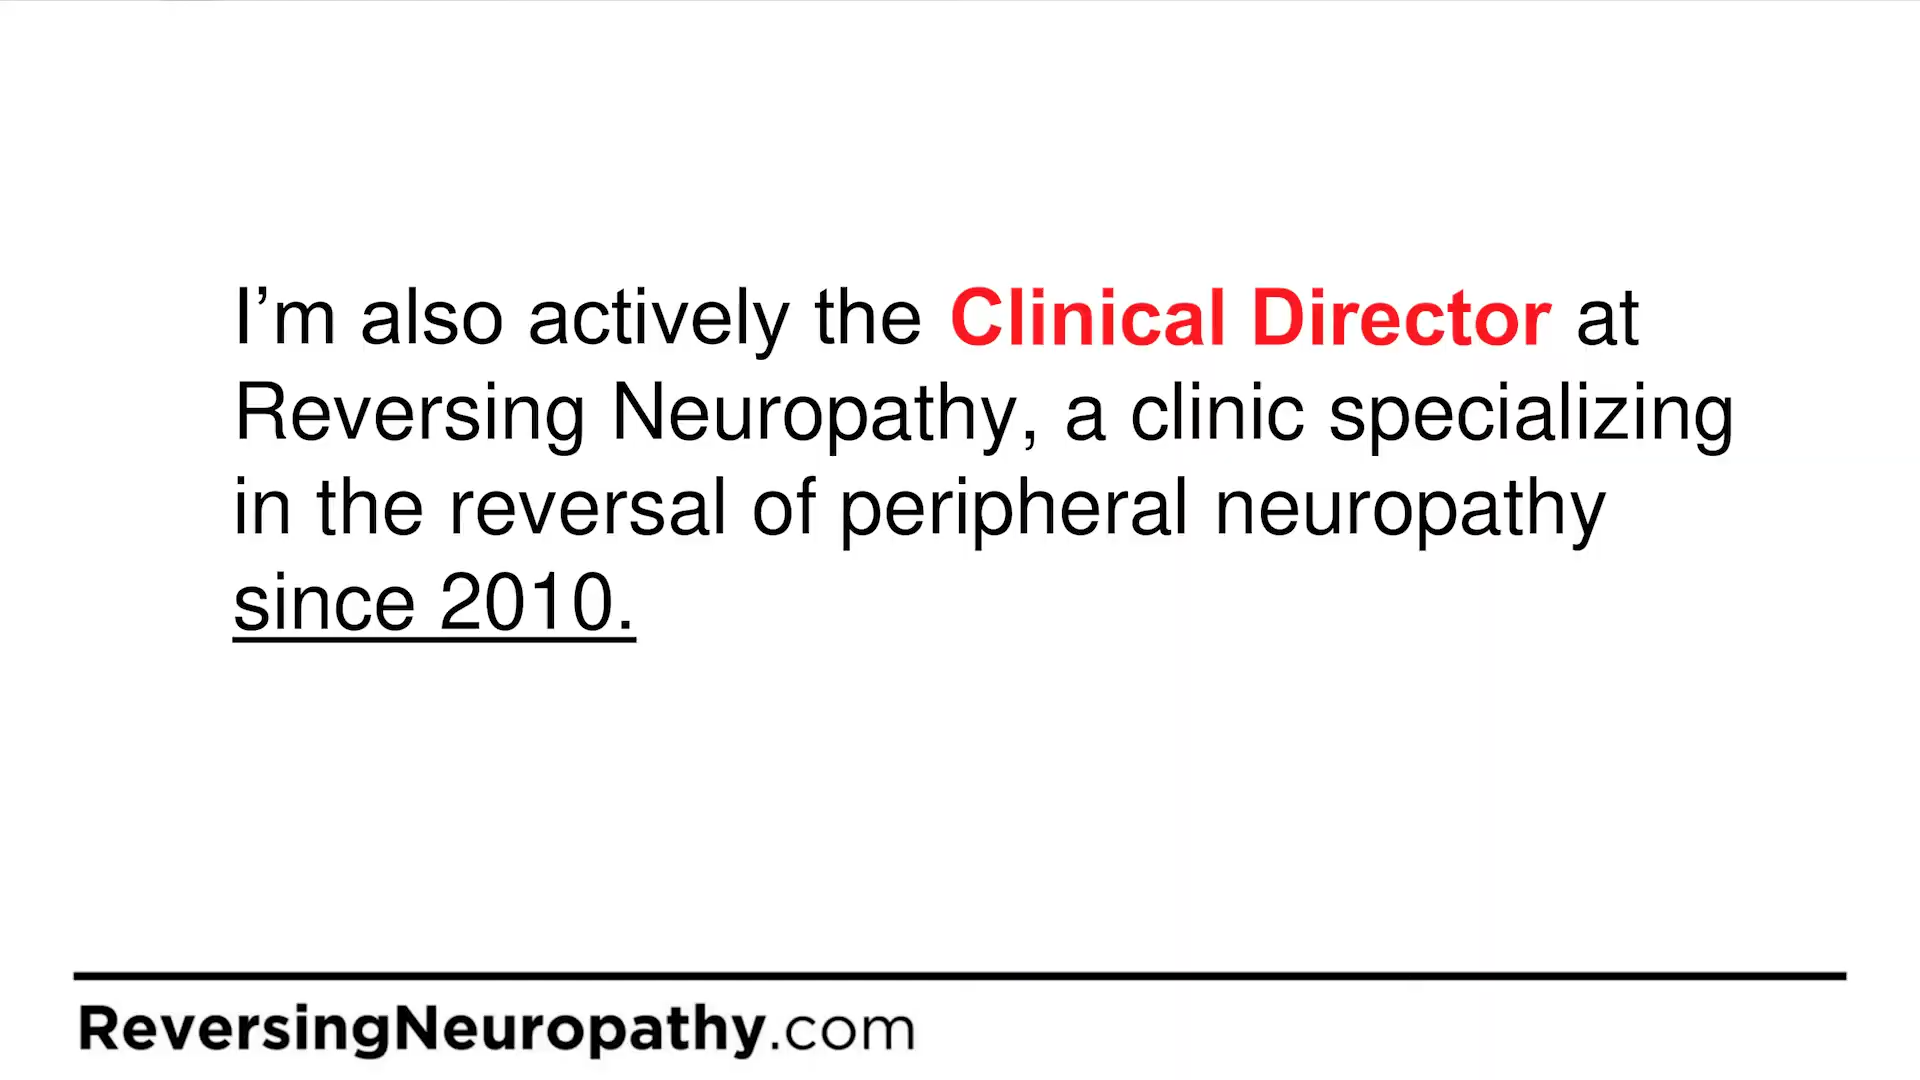 I’m also actively the Clinical Director at
Reversing Neuropathy, a clinic specializing
in the reversal of peripheral neuropathy
since 2010.
ReversingNeuropathy.com